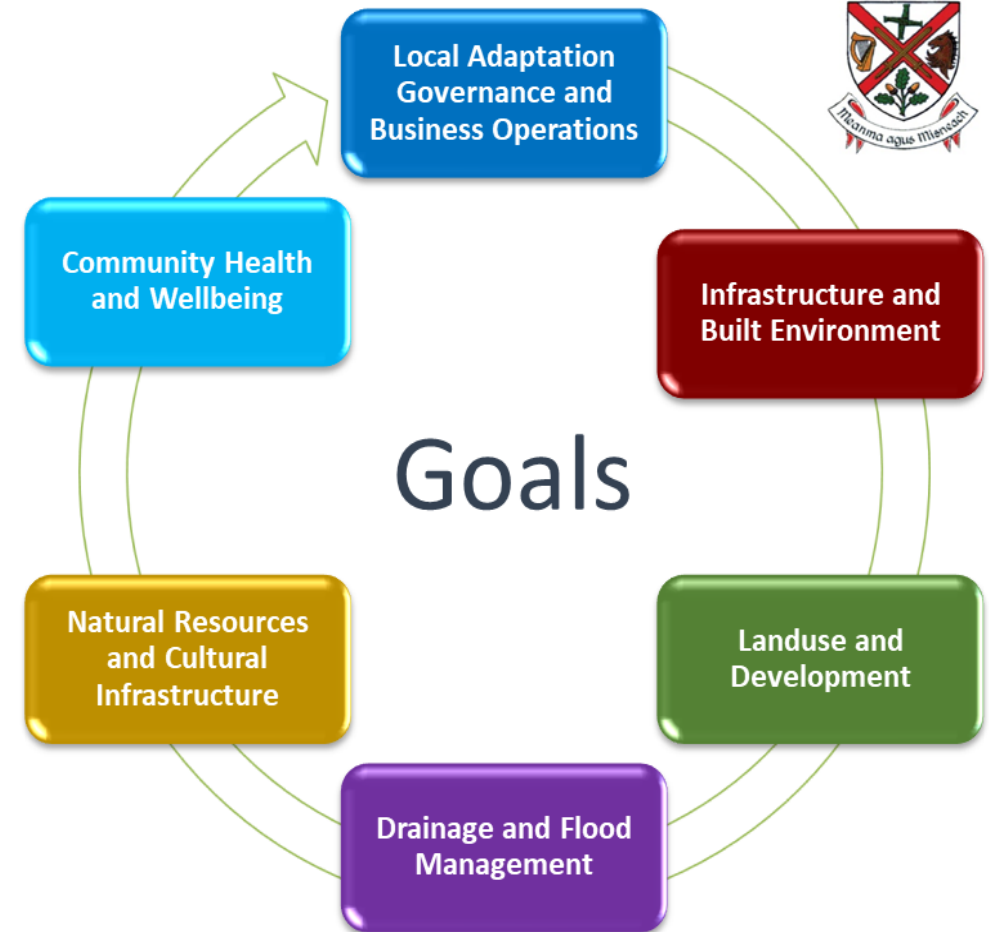 Local Adaptation
Governance and
Business Operations
Meanma agus Misneach
Community Health
and Wellbeing
Infrastructure and
Built Environment
Goals
Natural Resources
and Cultural
Infrastructure
Landuse and
Development
Drainage and Flood
Management